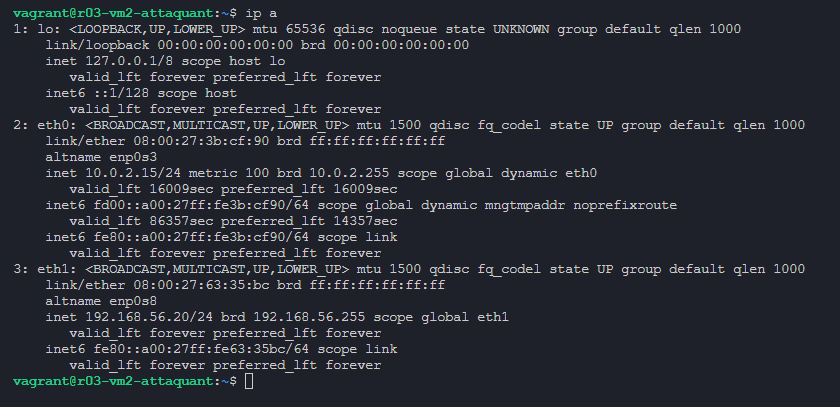 vagrant@r03-vm2-attaquant:~$ ip a
1: lo: <LOOPBACK,UP,LOWER_UP> mtu 65536 qdisc noqueue state UNKNOWN group default qlen 1000
    link/loopback 00:00:00:00:00:00 brd 00:00:00:00:00:00
    inet 127.0.0.1/8 scope host lo
       valid_lft forever preferred_lft forever
    inet6 ::1/128 scope host
       valid_lft forever preferred_lft forever
2: eth0: <BROADCAST,MULTICAST,UP,LOWER_UP> mtu 1500 qdisc fq_codel state UP group default qlen 1000
    link/ether 08:00:27:3b:cf:90 brd ff:ff:ff:ff:ff:ff
    altname enp0s3
    inet 10.0.2.15/24 metric 100 brd 10.0.2.255 scope global dynamic eth0
       valid_lft 16009sec preferred_lft 16009sec
    inet6 fd00::a00:27ff:fe3b:cf90/64 scope global dynamic mngtmpaddr noprefixroute
       valid_lft 86357sec preferred_lft 14357sec
    inet6 fe80::a00:27ff:fe3b:cf90/64 scope link
       valid_lft forever preferred_lft forever
3: eth1: <BROADCAST,MULTICAST,UP,LOWER_UP> mtu 1500 qdisc fq_codel state UP group default qlen 1000
    link/ether 08:00:27:63:35:bc brd ff:ff:ff:ff:ff:ff
    altname enp0s8
    inet 192.168.56.20/24 brd 192.168.56.255 scope global eth1
       valid_lft forever preferred_lft forever
    inet6 fe80::a00:27ff:fe63:35bc/64 scope link
       valid_lft forever preferred_lft forever
vagrant@r03-vm2-attaquant:~$